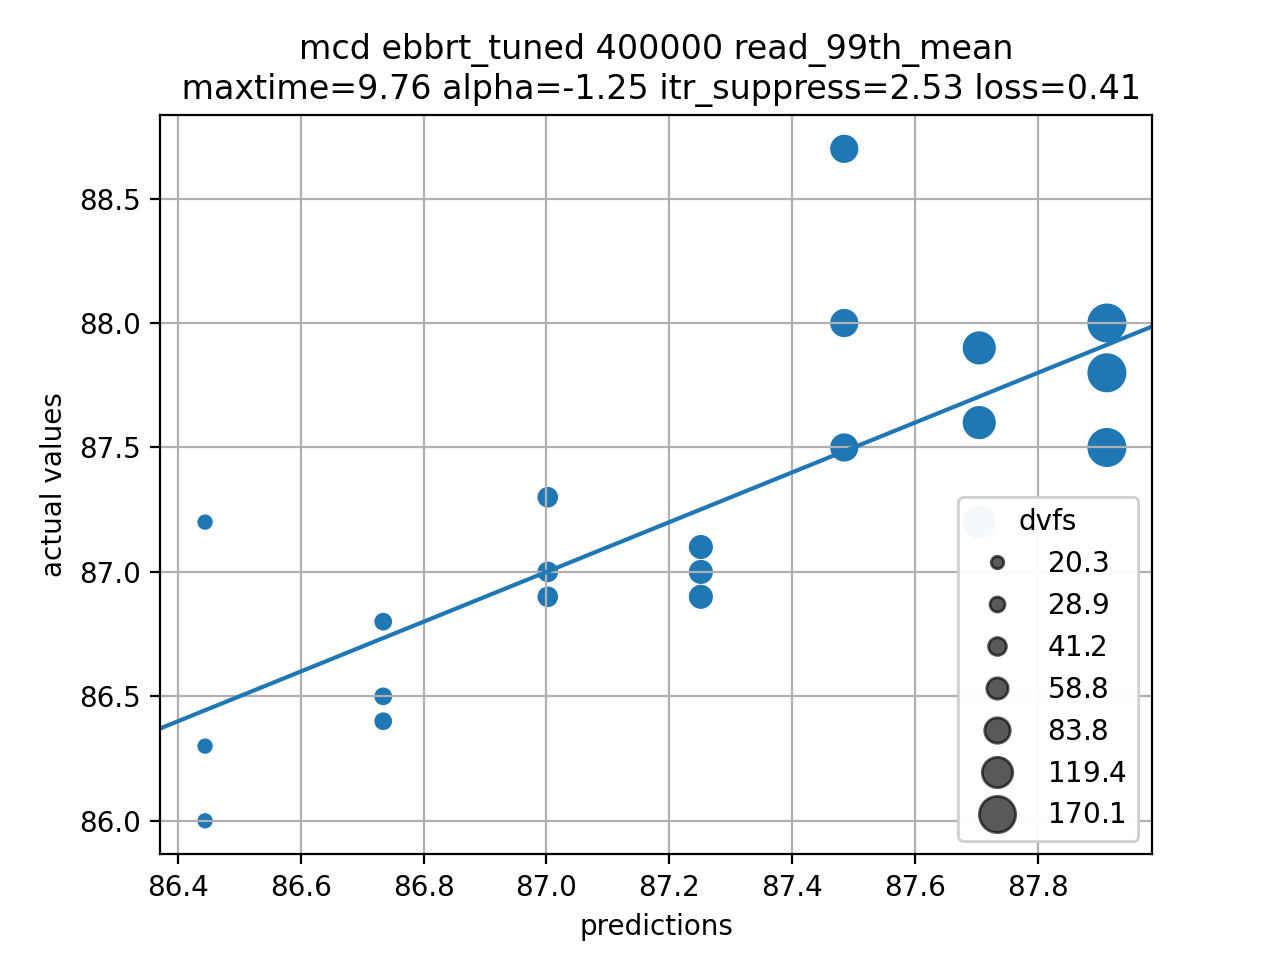 mcd ebbrt_tuned 400000 read_99th_mean
maxtime=9.76 alpha=-1.25 itr_suppress=2.53 loss=0.41
88.5
88.0
87.5
87.0
86.5
86.0
actual values
dvfs
20.3
28.9
41.2
58.8
83.8
119.4
170.1
86.4 86.6 86.8 87.0 87.2 87.4 87.6 87.8
predictions